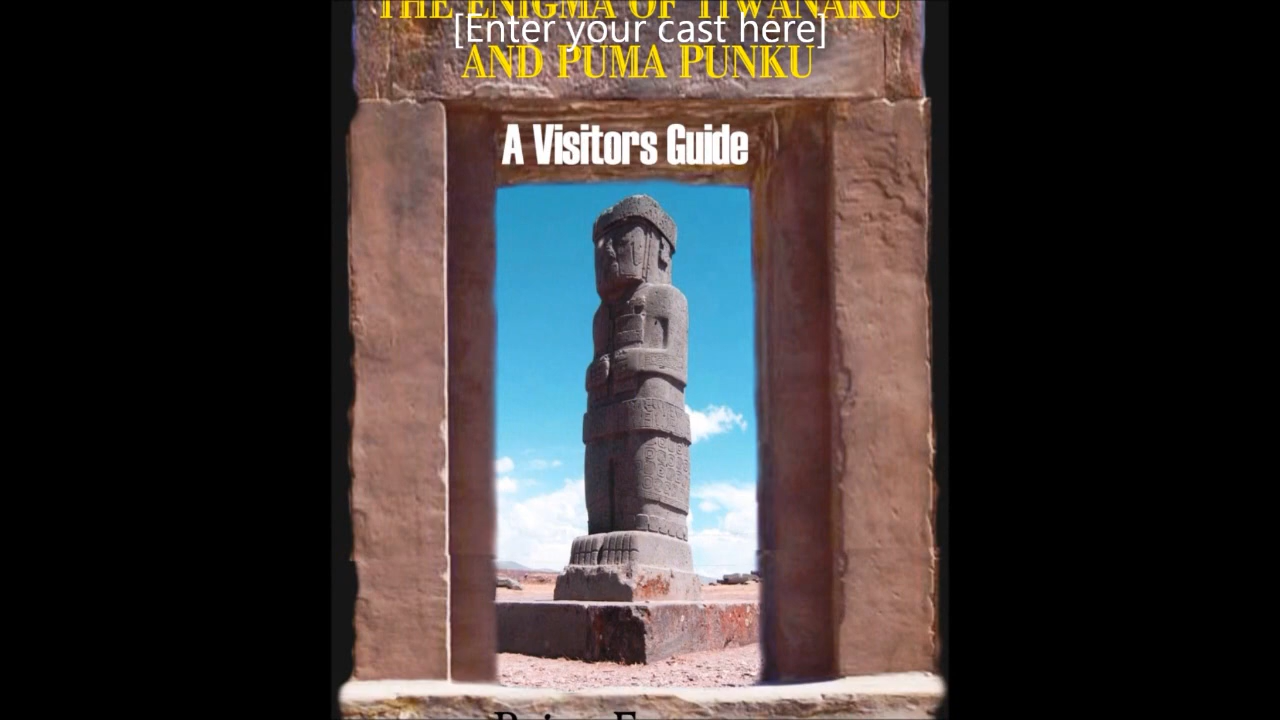 THE ENIGMA OF TIWANAKU
[Enter your cast here]
AND PUMA PUNKU
A Visitors Guide